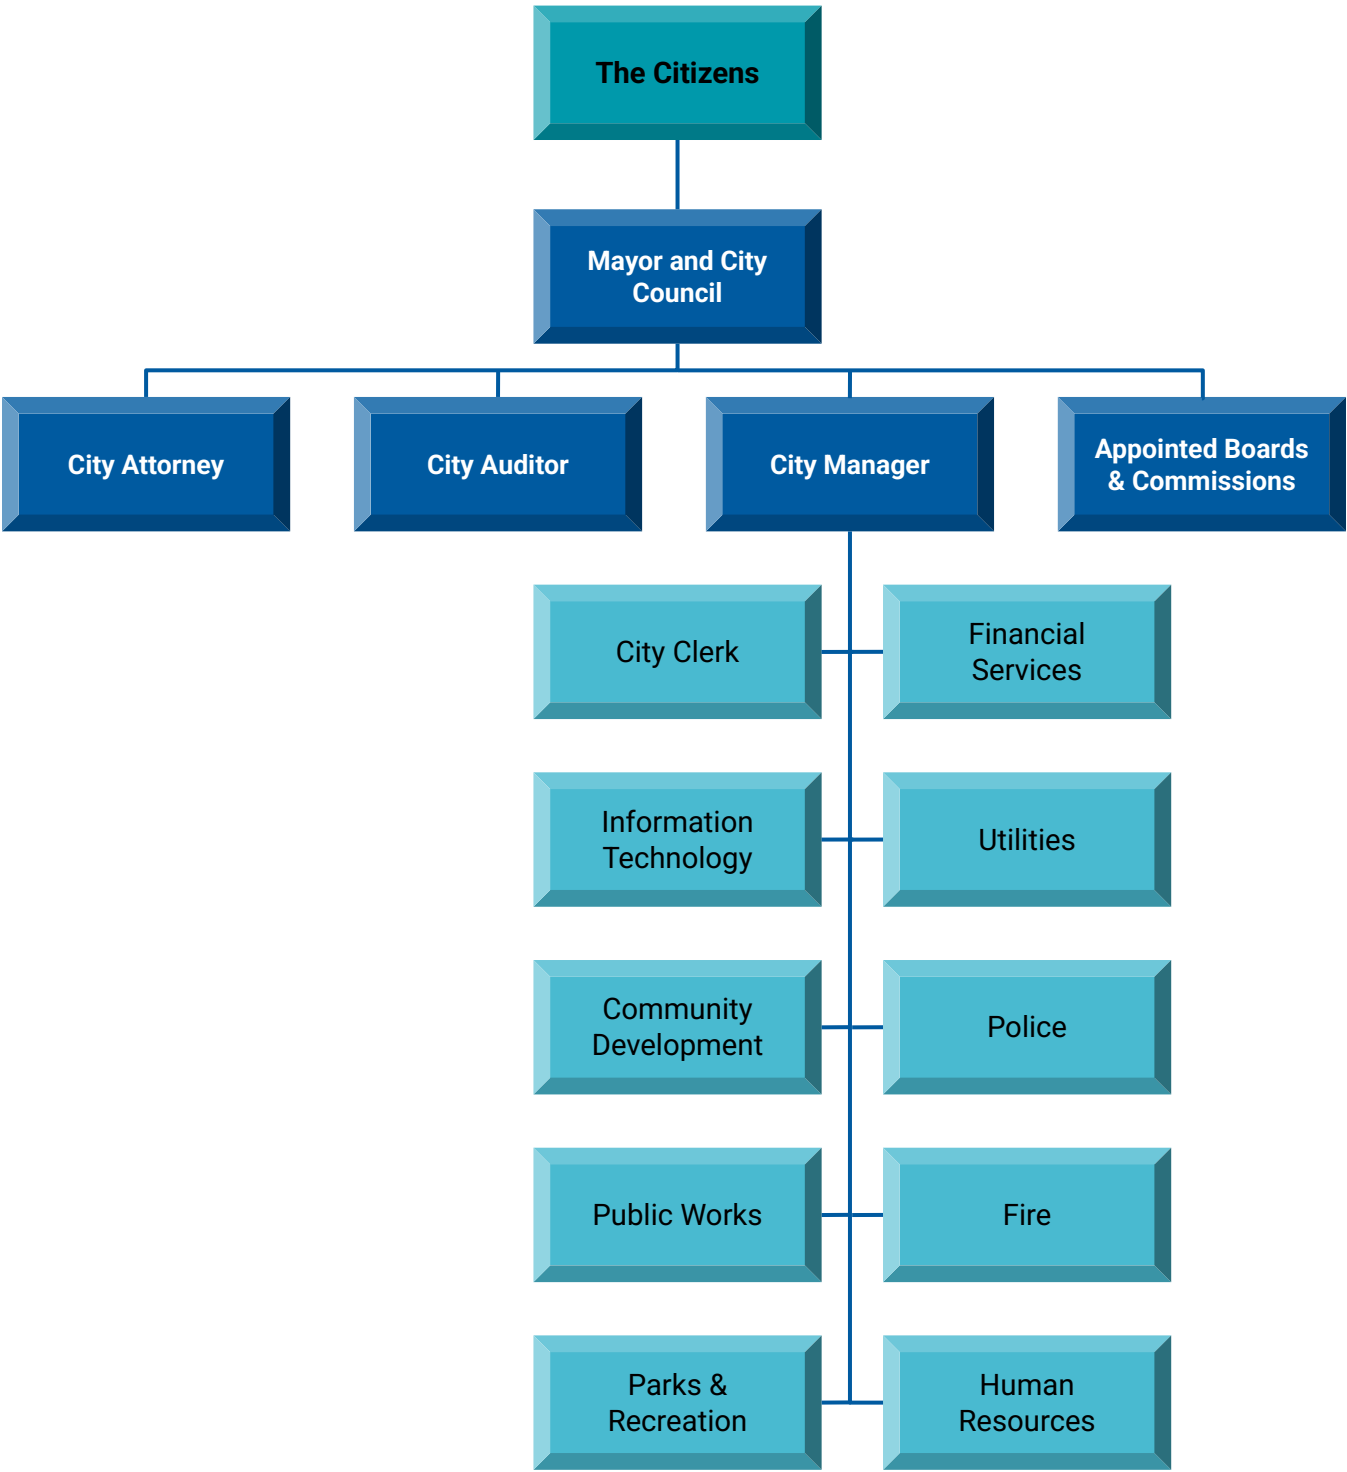 The Citizens
Mayor and City
Council
City Attorney
City Auditor
City Manager
Appointed Boards
& Commissions
City Clerk
Financial
Services
Information
Technology
Utilities
Community
Development
Police
Public Works
Fire
Parks &
Recreation
Human
Resources